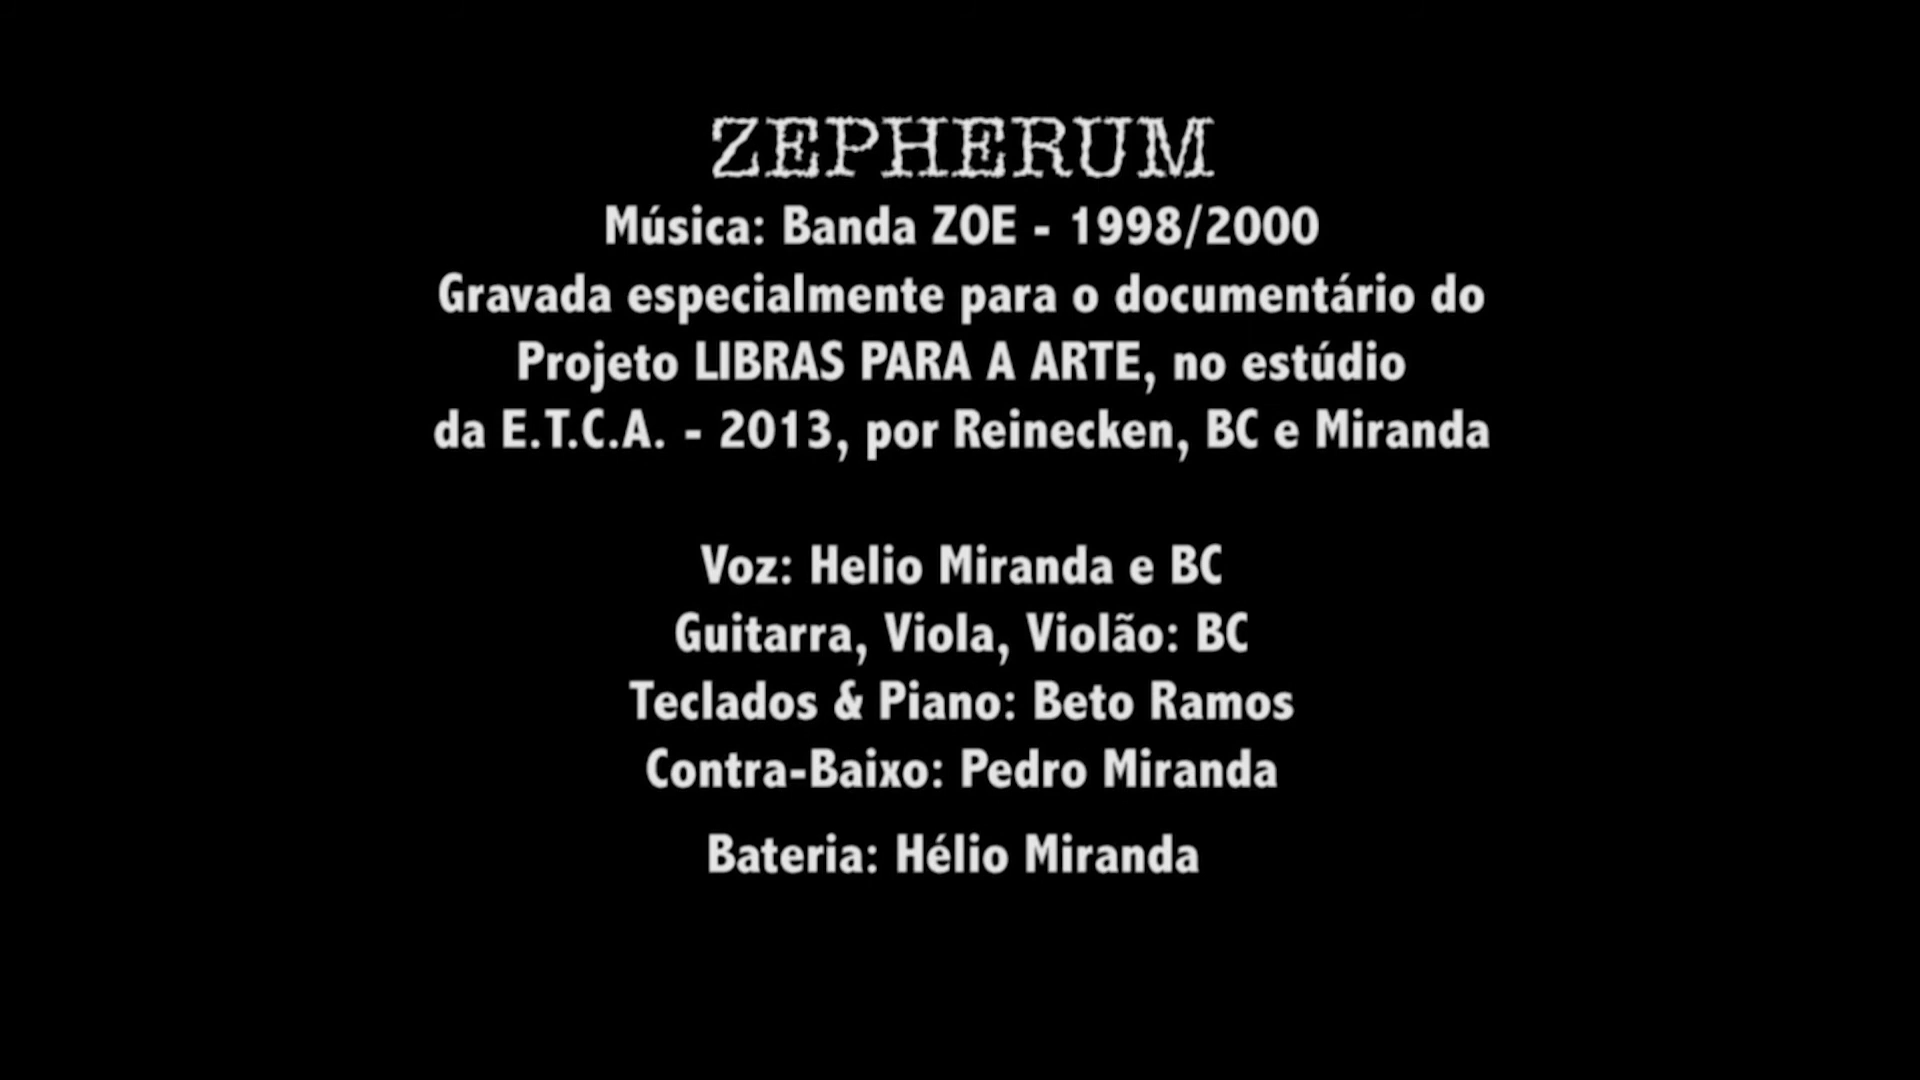 ZEPHERUM
Música: Banda ZOE - 1998/2000
Gravada especialmente para o documentário do
Projeto LIBRAS PARA A ARTE, no estúdio
da E.T.C.A. - 2013, por Reinecken, BC e Miranda
Voz: Helio Miranda e BC
Guitarra, Viola, Violão: BC
Teclados & Piano: Beto Ramos
Contra-Baixo: Pedro Miranda
Bateria: Hélio Miranda